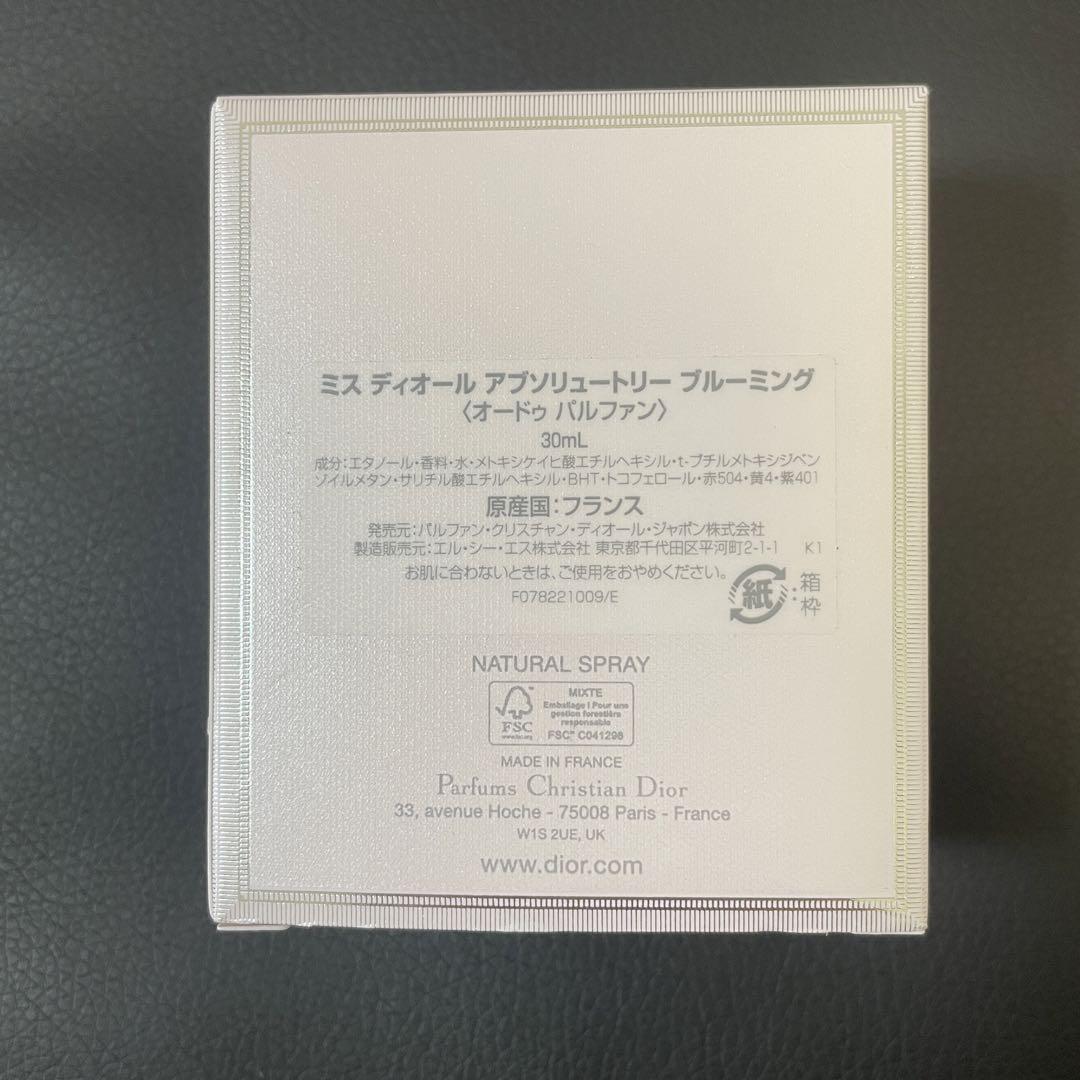 ミス ディオール アブソリュートリー ブルーミング
〈オードゥ パルファン〉
30mL
成分：エタノール・香料・水・メトキシケイヒ酸エチルヘキシル・t-ブチルメトキシジベン
ゾイルメタン・サリチル酸エチルヘキシル・BHT・トコフェロール・赤504・黄4・紫401
原産国：フランス
発売元：パルファン・クリスチャン・ディオール・ジャポン株式会社
製造販売元：エル・シー・エス株式会社 東京都千代田区平河町2-1-1 K1
お肌に合わないときは、ご使用をおやめください。
紙：箱
枠
F078221009/E
NATURAL SPRAY
FSC
www.fsc.org
MIXTE
Emballage | Pour une
gestion forestière
responsable
FSC™ C041298
MADE IN FRANCE
Parfums Christian Dior
33, avenue Hoche - 75008 Paris - France
W1S 2UE, UK
www.dior.com